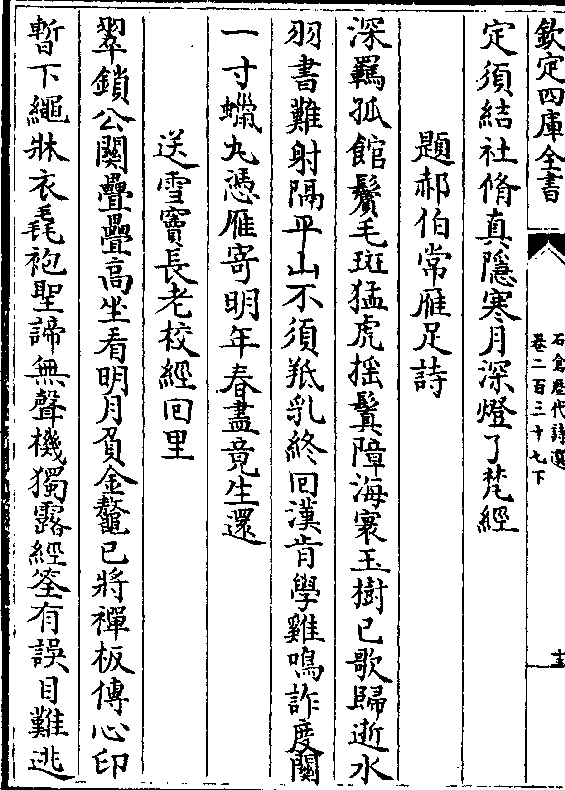 欽定四庫全書
石倉歴代詩選
卷二百三十七下
十三
定須結社脩真隠寒月深燈了梵經
題郝伯常雁足詩
深羈孤館鬢毛斑猛虎揺鬚障海寰玉樹已歌歸逝水
羽書難射隔平山不須羝乳終回漢肯學雞鳴詐度關
一寸蠟丸憑雁寄明年春盡竟生還
送雪竇長老校經回里
翠鎖公關疊疊高坐看明月負金鼇已將禪板傳心印
暫下繩牀衣毳袍聖諦無聲機獨露經筌有誤目難逃